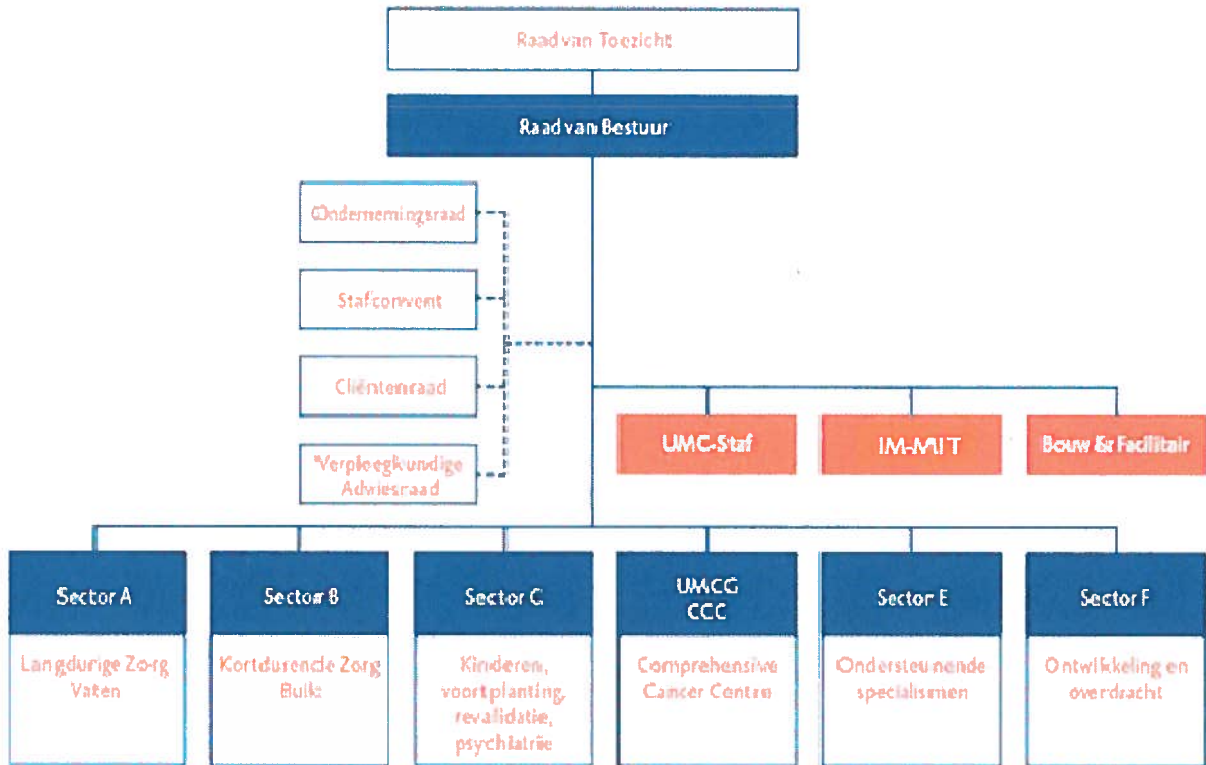 Raad van Toezicht
Raad van Bestuur
Ondernemingsraad
Stafconvent
Cliëntenraad
Verpleegkundige
Adviesraad
UMC-Staf
IM-MIT
Bouw & Facilitair
Sector A
Langdurige Zorg
Vaten
Sector B
Kortdurende Zorg
Buik
Sector C
Kinderen,
voortplanting,
revalidatie,
psychiatrie
UMCG
CCC
Comprehensive
Cancer Center
Sector E
Ondersteunende
specialismen
Sector F
Ontwikkeling en
overdracht